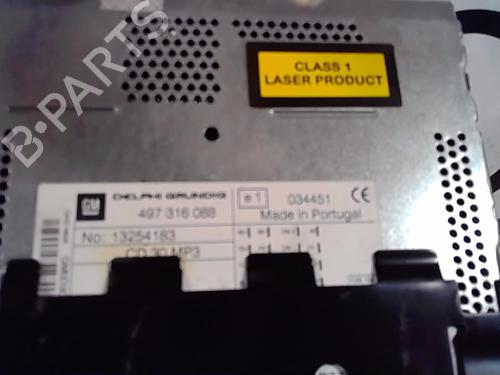 CLASS 1
LASER PRODUCT
B-PARTS
GM
DELPHI GRUNDIG
e1
034451
CE
497 316 088
Made in Portugal
No: 13254183
CD 30 MP3